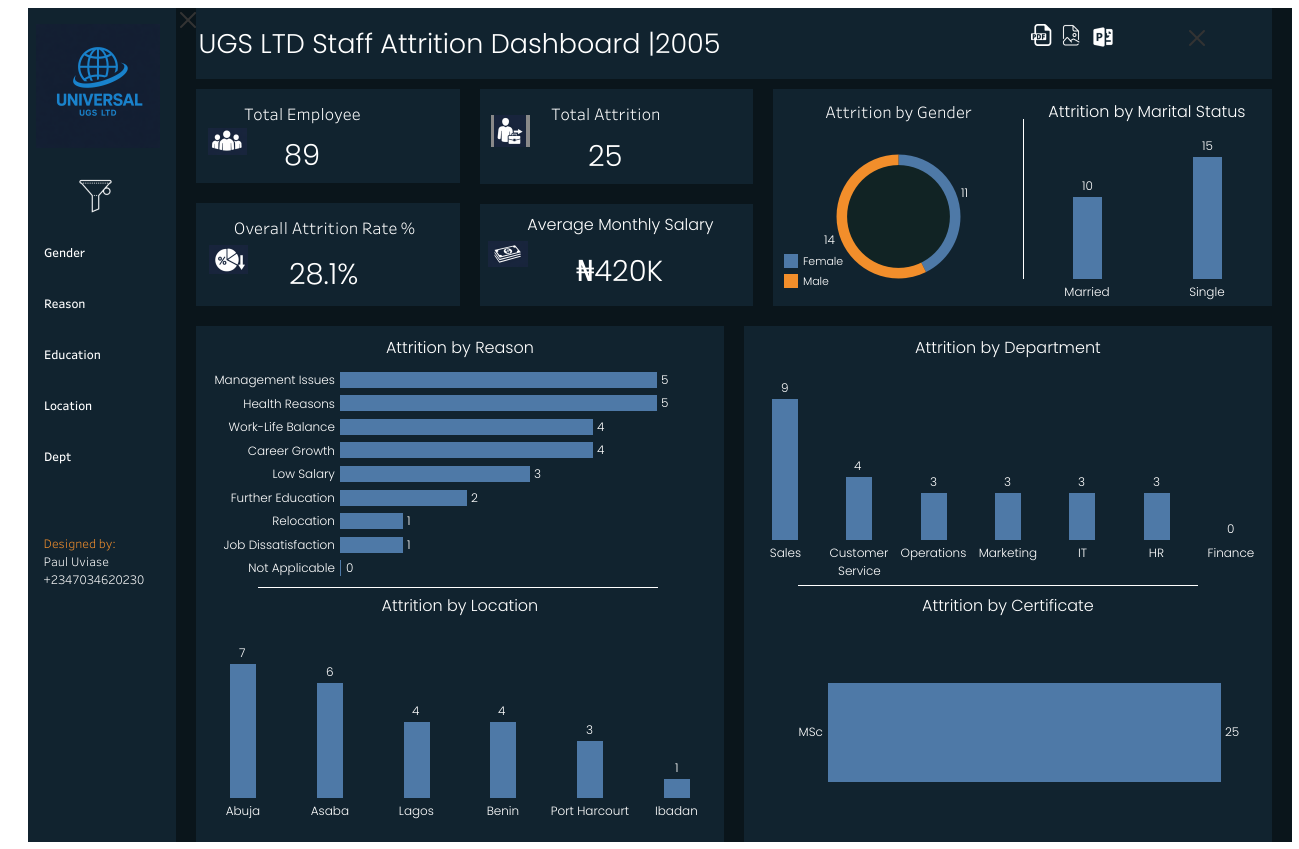 UNIVERSAL
UGS LTD
Gender
Reason
Education
Location
Dept
Designed by:
Paul Uviase
+2347034620230
UGS LTD Staff Attrition Dashboard |2005
PDF
P
Total Employee
89
Total Attrition
25
Overall Attrition Rate %
28.1%
Average Monthly Salary
₦420K
Attrition by Gender
11
14
Female
Male
Attrition by Marital Status
15
10
Married
Single
Attrition by Reason
Management Issues 5
Health Reasons 5
Work-Life Balance 4
Career Growth 4
Low Salary 3
Further Education 2
Relocation 1
Job Dissatisfaction 1
Not Applicable 0
Attrition by Location
7
6
4
4
3
1
Abuja
Asaba
Lagos
Benin
Port Harcourt
Ibadan
Attrition by Department
9
4
3
3
3
3
0
Sales
Customer
Service
Operations
Marketing
IT
HR
Finance
Attrition by Certificate
MSc 25